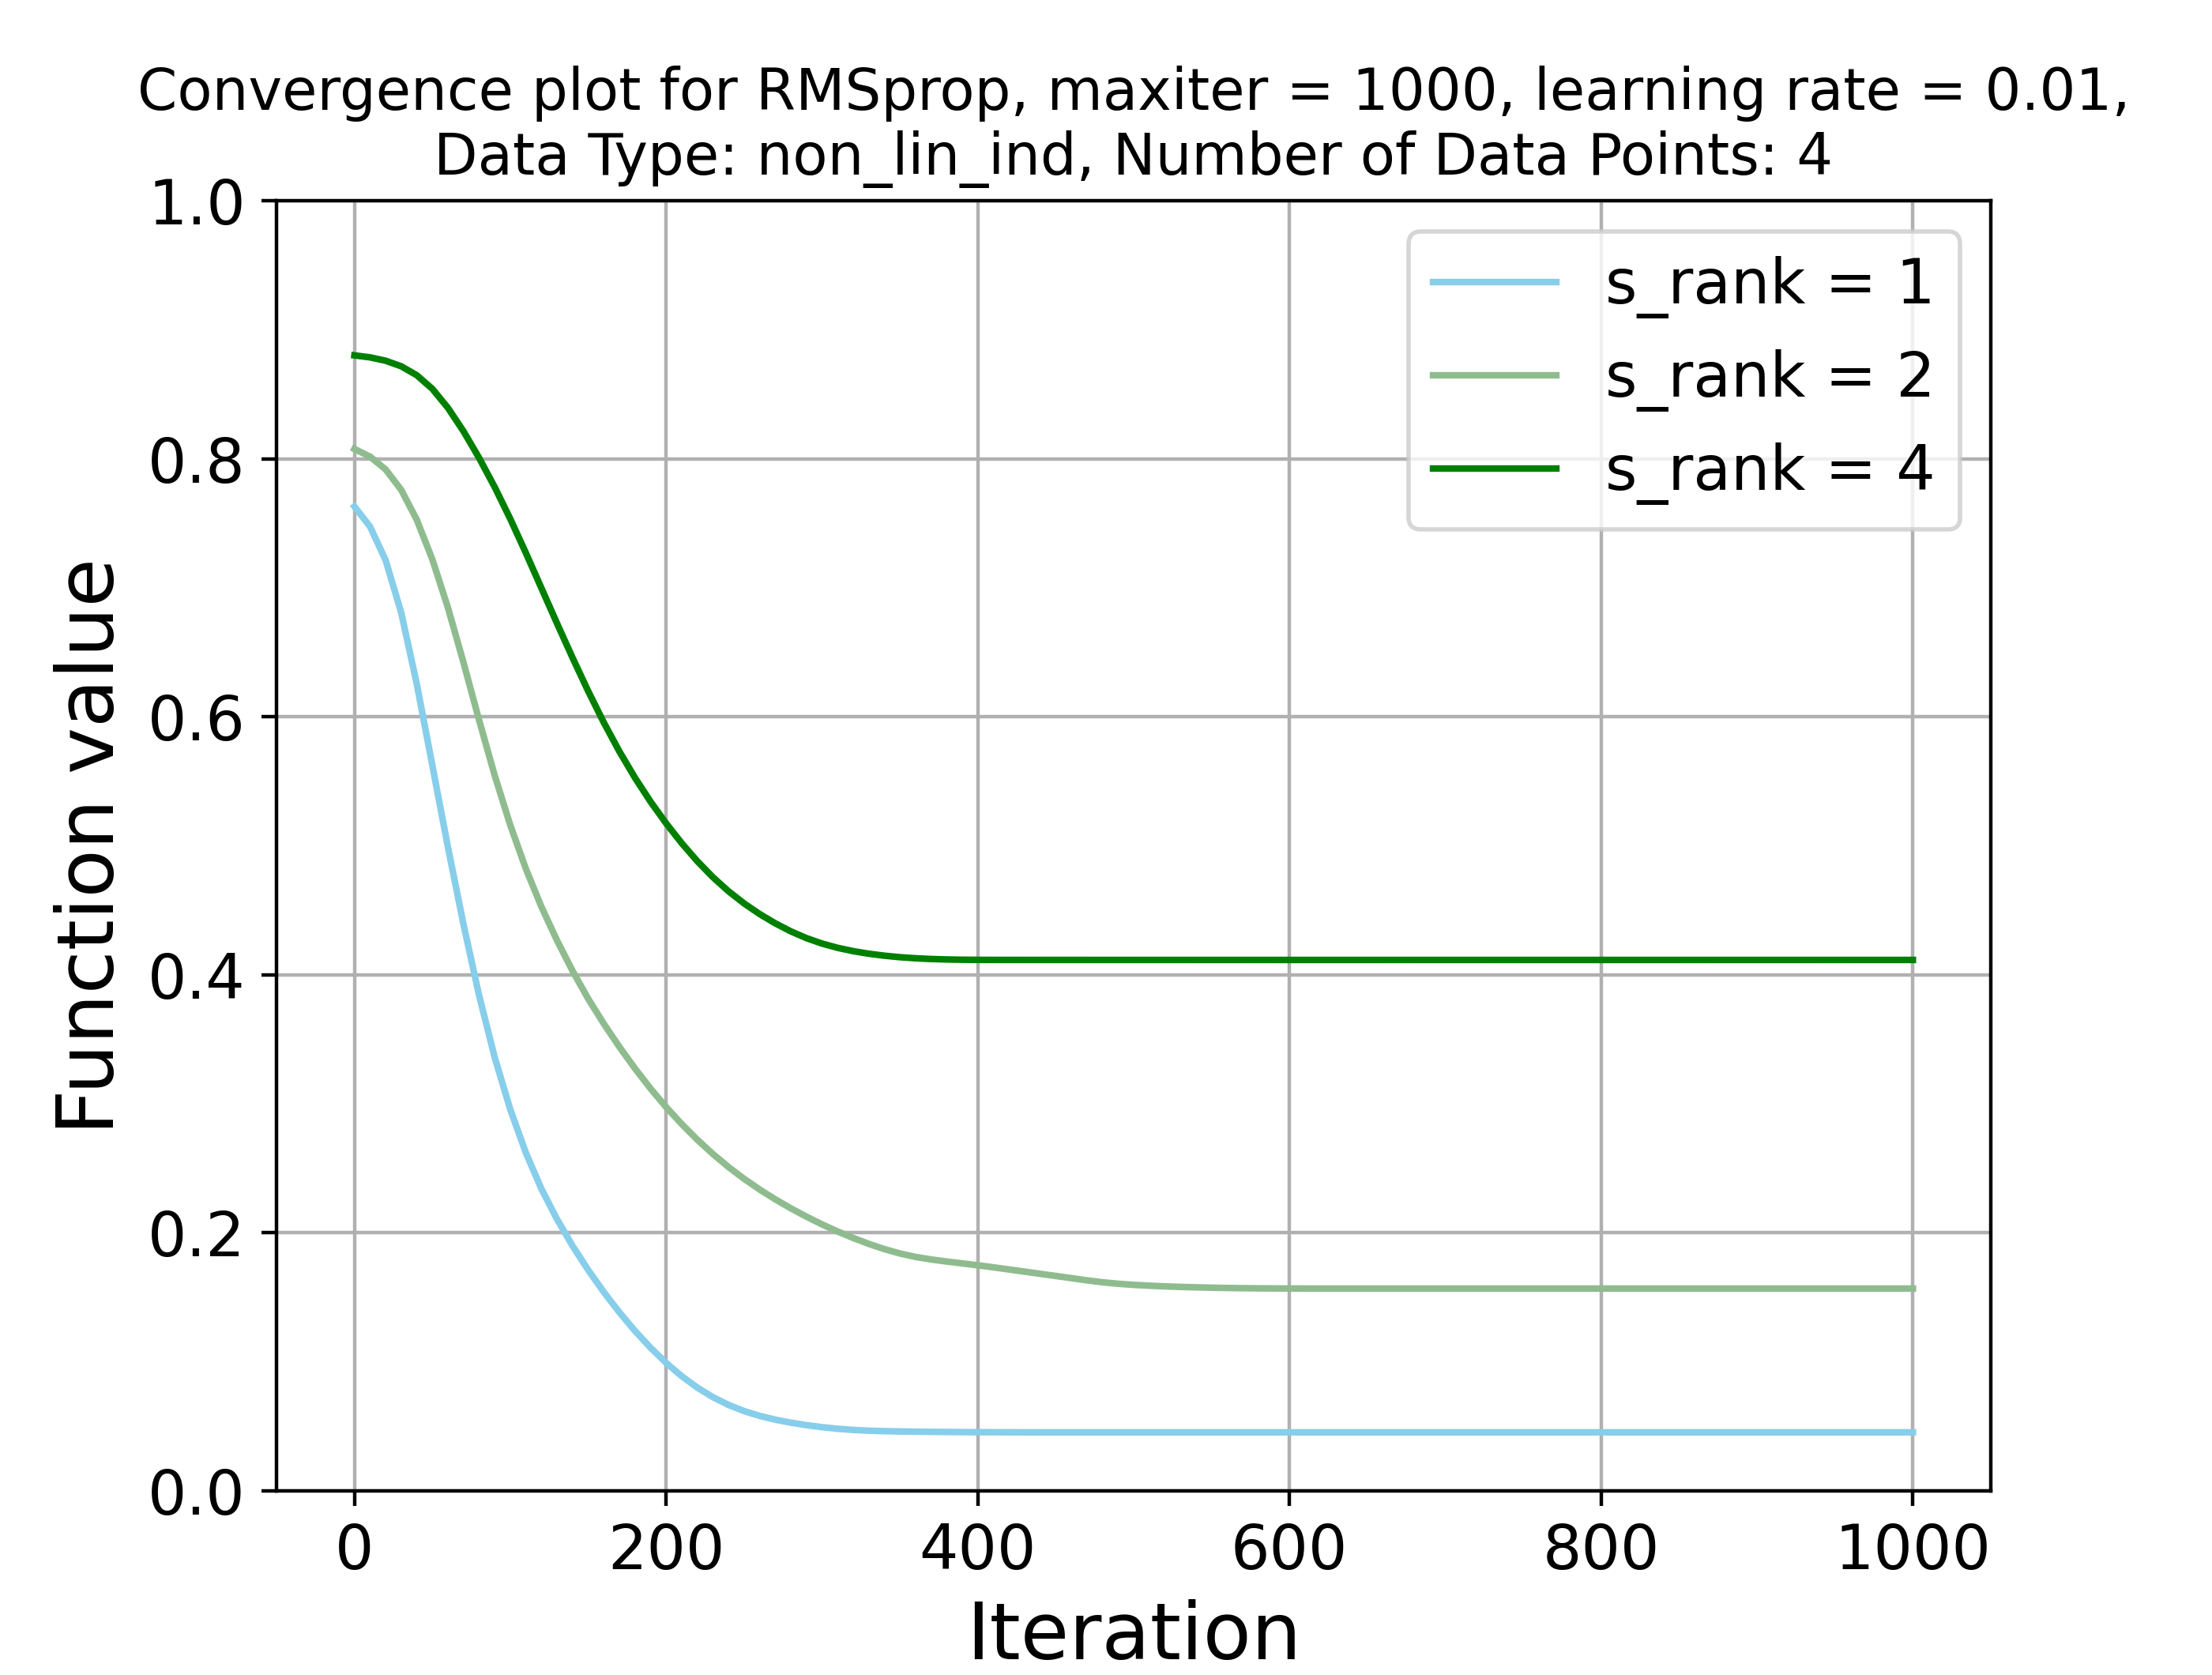 Convergence plot for RMSprop, maxiter = 1000, learning rate = 0.01,
Data Type: non_lin_ind, Number of Data Points: 4
1.0
0.8
0.6
0.4
0.2
0.0
Function value
s_rank = 1
s_rank = 2
s_rank = 4
0 200 400 600 800 1000
Iteration